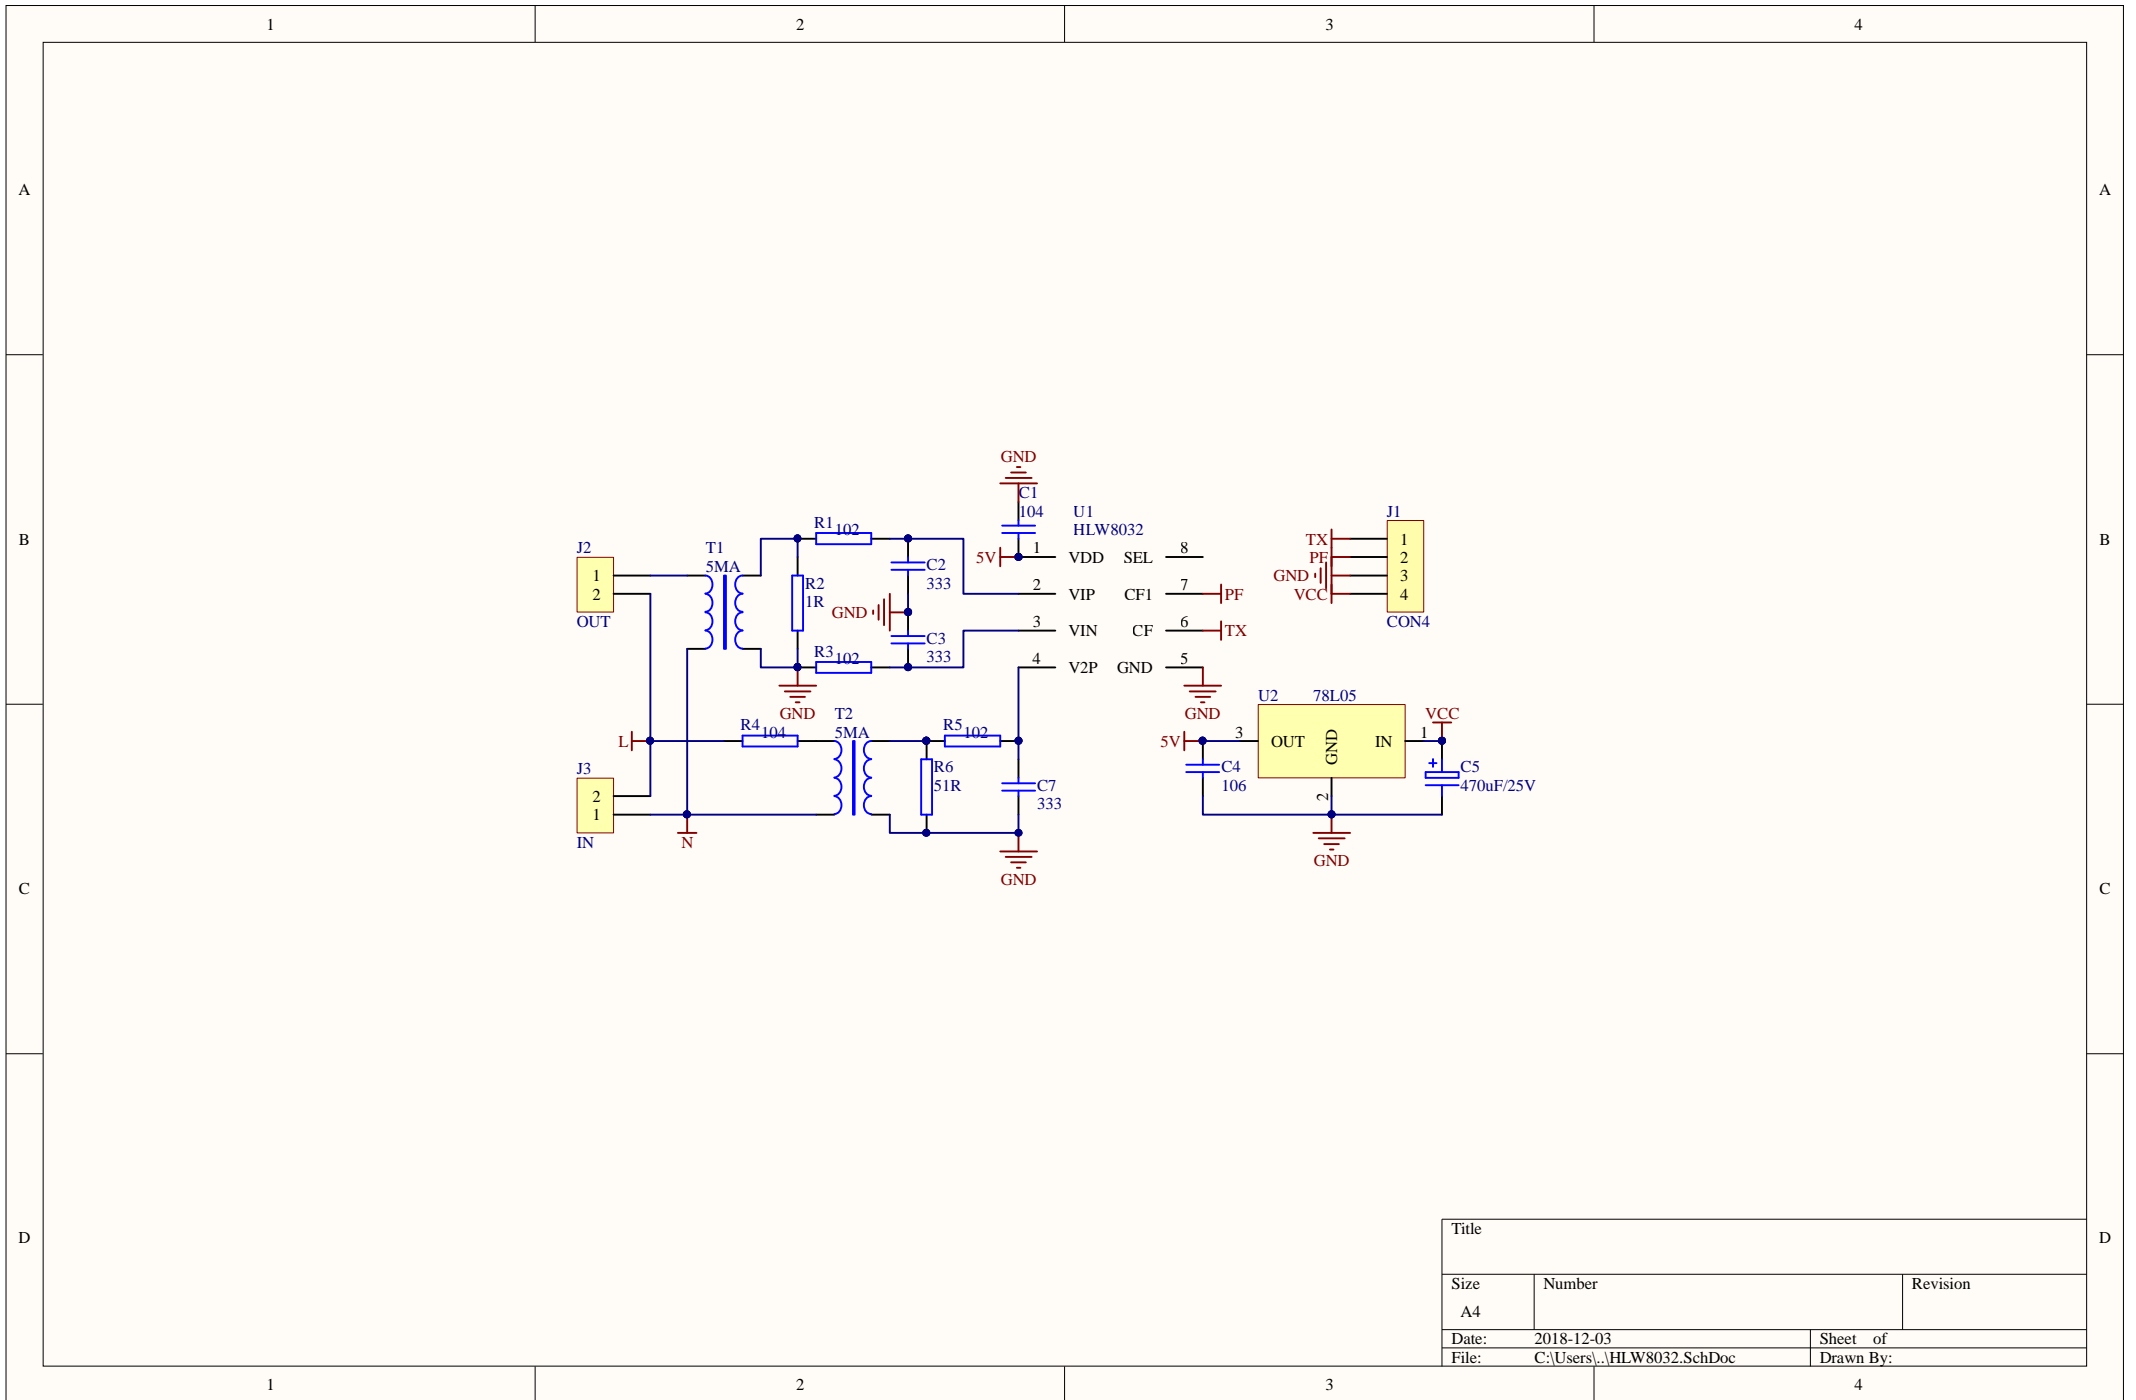 1 2 3 4
A A
GND
C1
104
U1
HLW8032
J1
R1 102
B B
TX 1
J2
T1
5V 1 VDD SEL 8
PF 2
5MA
C2
333
R2
1R
GND 3
1
2
2 VIP CF1 7 PF
VCC 4
GND
OUT
CON4
3 VIN CF 6 TX
C3
333
R3 102
4 V2P GND 5
U2 78L05
GND
T2
GND
VCC
R4 104
5MA
R5 102
L
5V 3 OUT GND IN 1
J3
R6
51R
C4
106
C5
470uF/25V
+
C7
333
2
1
2
IN
N
GND
GND
C C
D D
Title
Size Number Revision
A4
Date: 2018-12-03 Sheet of
File: C:\Users\..\HLW8032.SchDoc Drawn By:
1 2 3 4